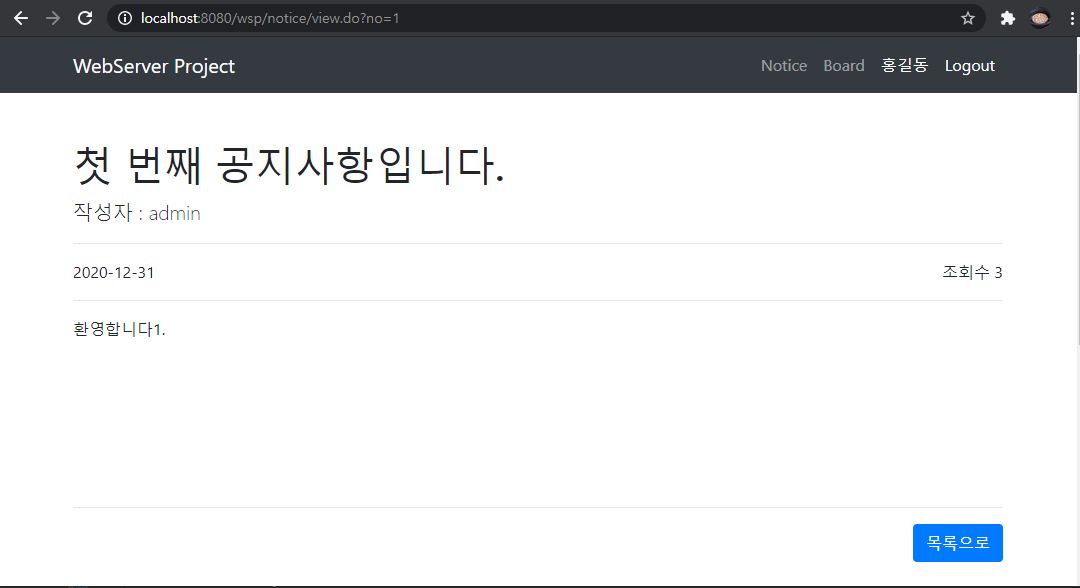 localhost:8080/wsp/notice/view.do?no=1
WebServer Project Notice Board 홍길동 Logout
첫 번째 공지사항입니다.
작성자 : admin
2020-12-31 조회수 3
환영합니다1.
목록으로